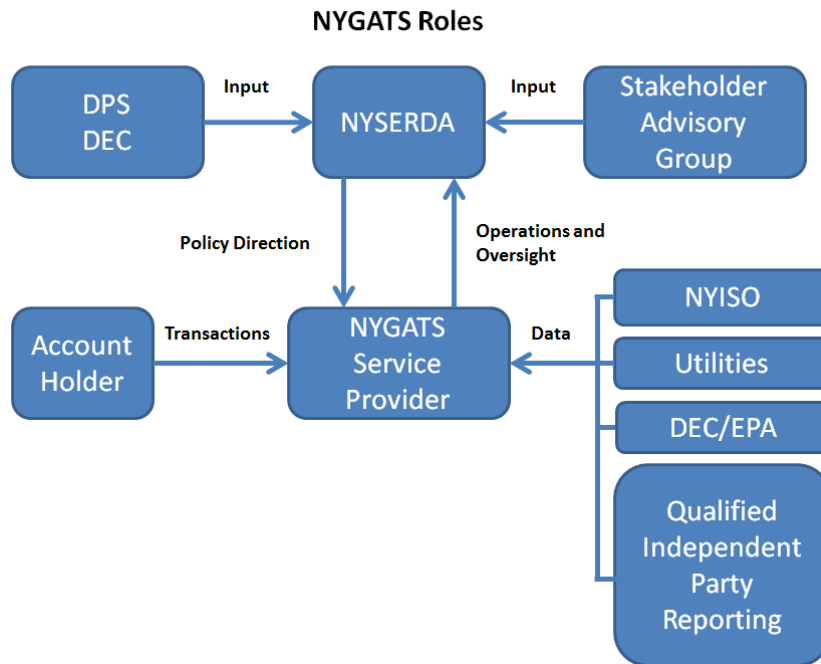 NYGATS Roles
DPS
DEC
Input
NYSERDA
Input
Stakeholder
Advisory
Group
Policy Direction
Operations and
Oversight
Account
Holder
Transactions
NYGATS
Service
Provider
Data
NYISO
Utilities
DEC/EPA
Qualified
Independent
Party
Reporting